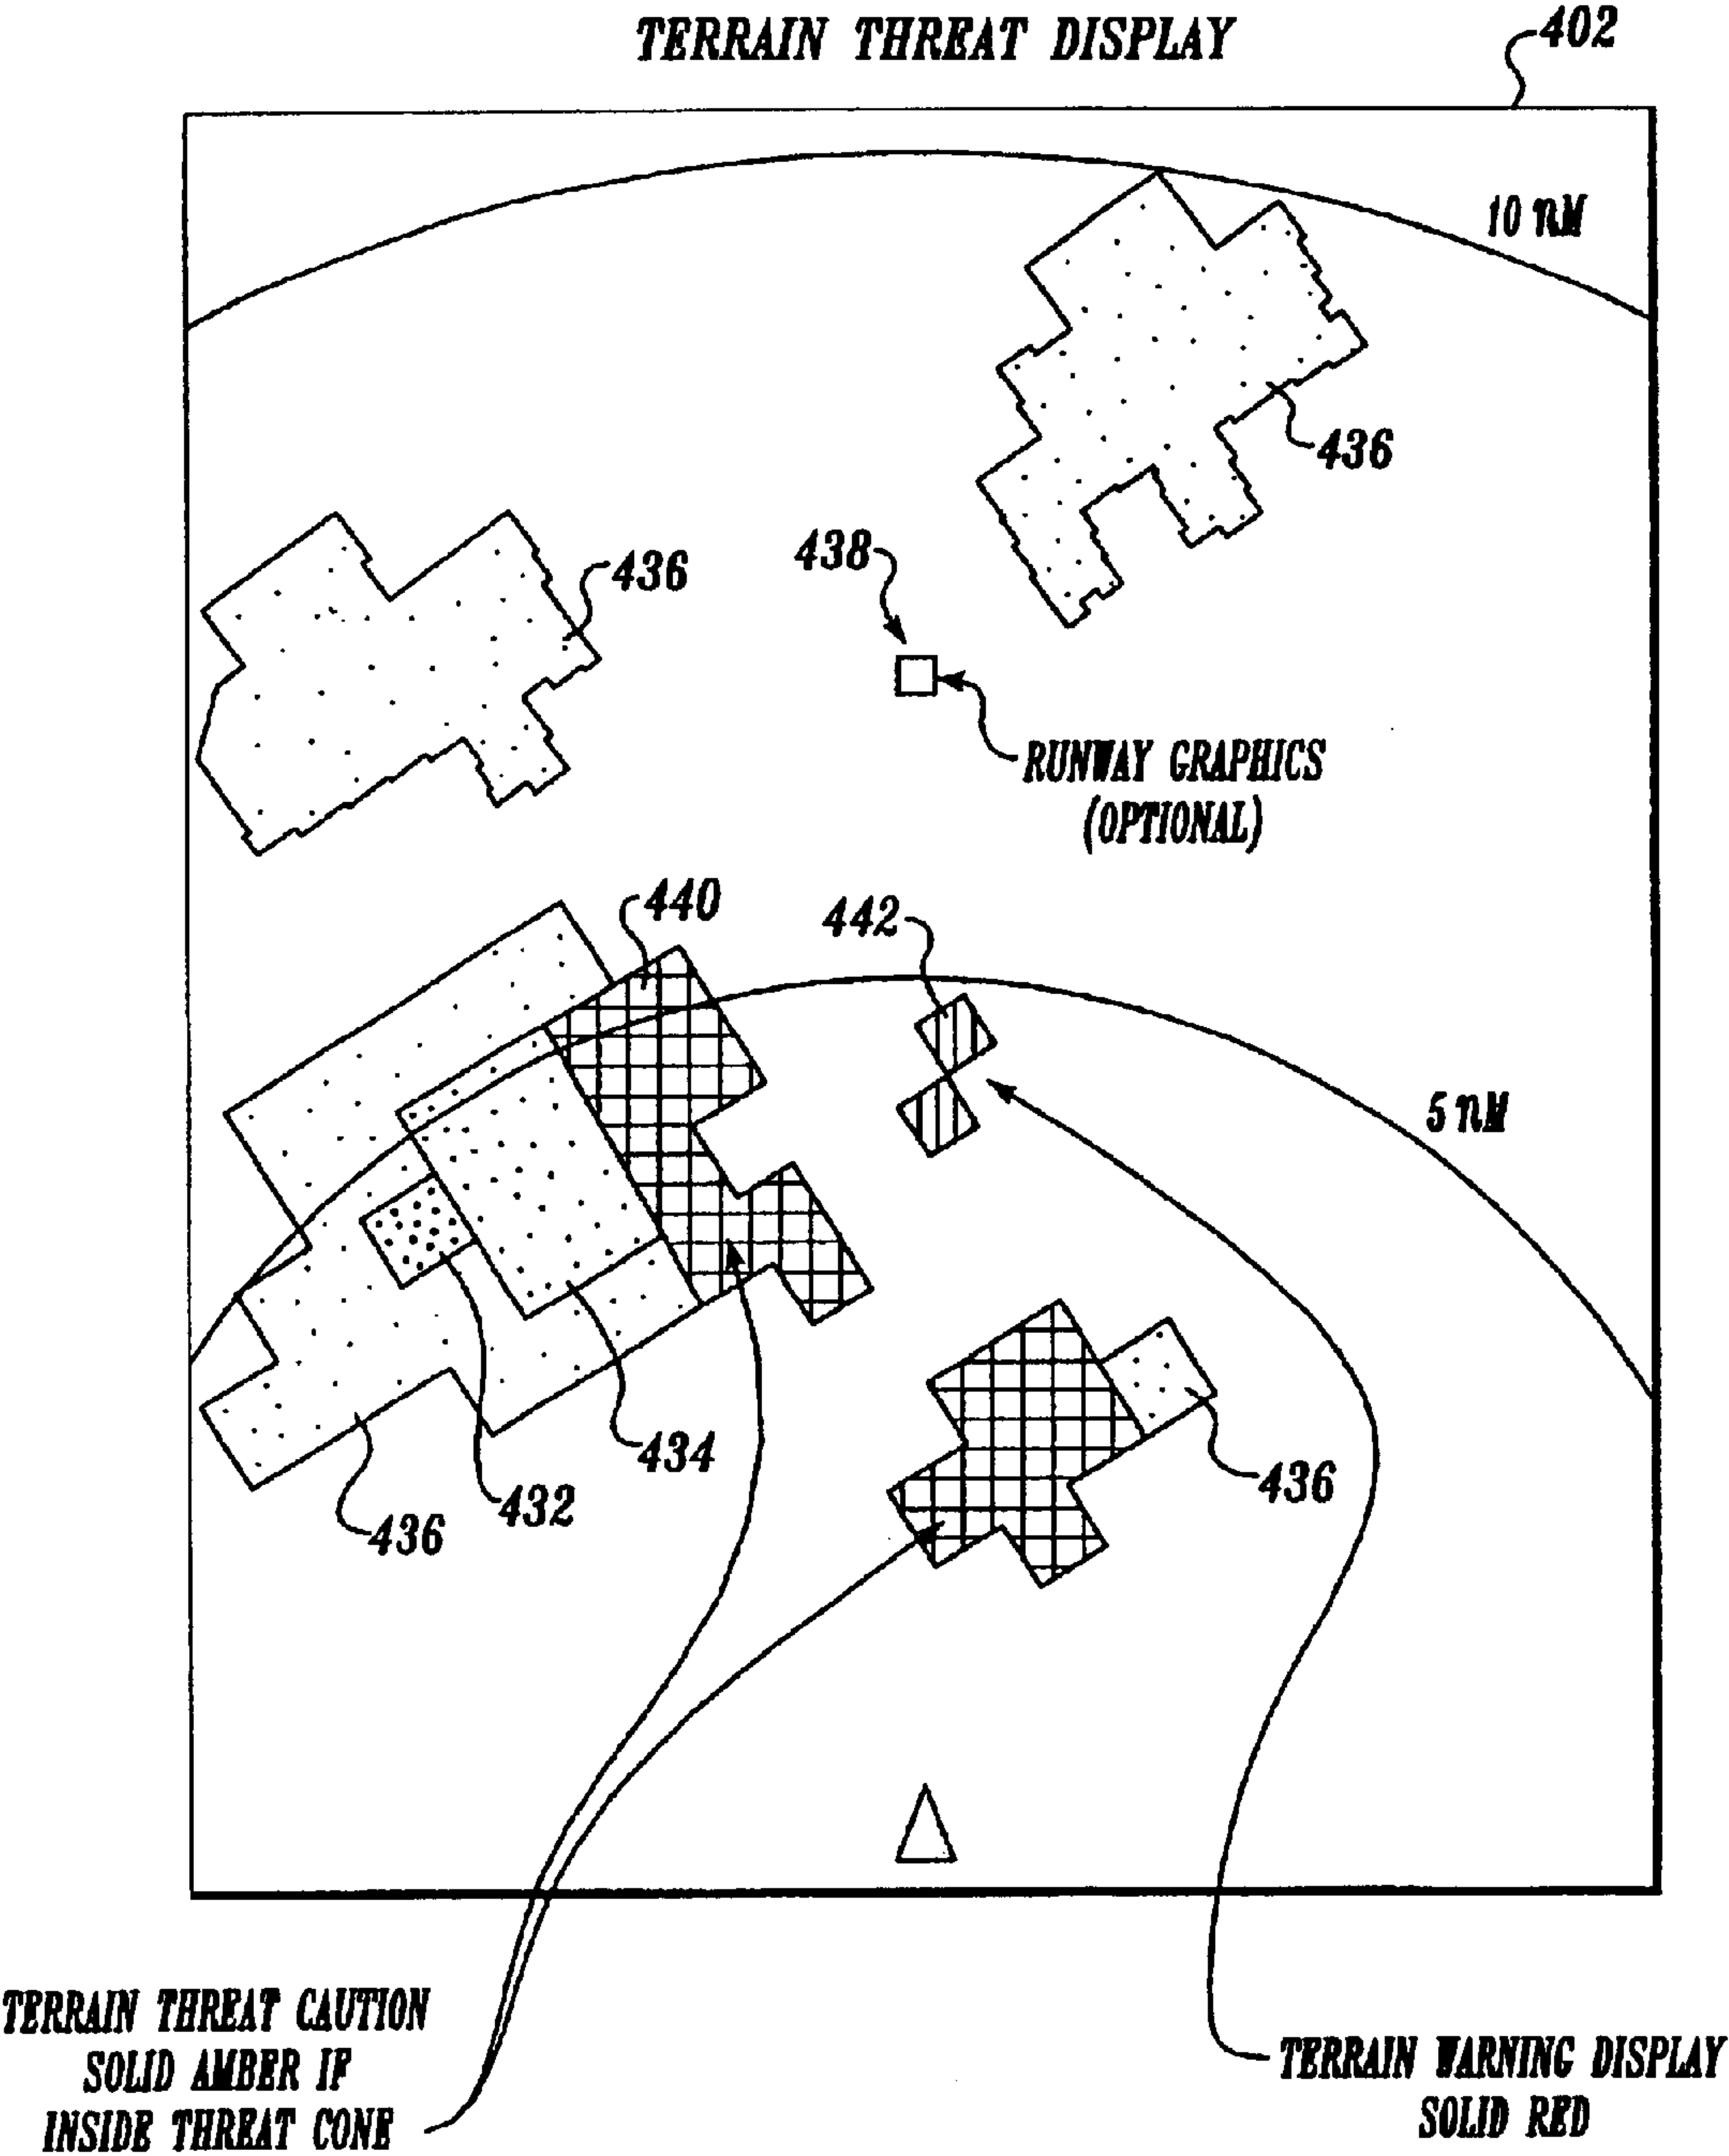 TERRAIN THREAT DISPLAY
402
10 nM
436
438
436
RUNWAY GRAPHICS
(OPTIONAL)
440
442
5 nM
434
432
436
436
TERRAIN THREAT CAUTION
SOLID AMBER IF
INSIDE THREAT CONE
TERRAIN WARNING DISPLAY
SOLID RED